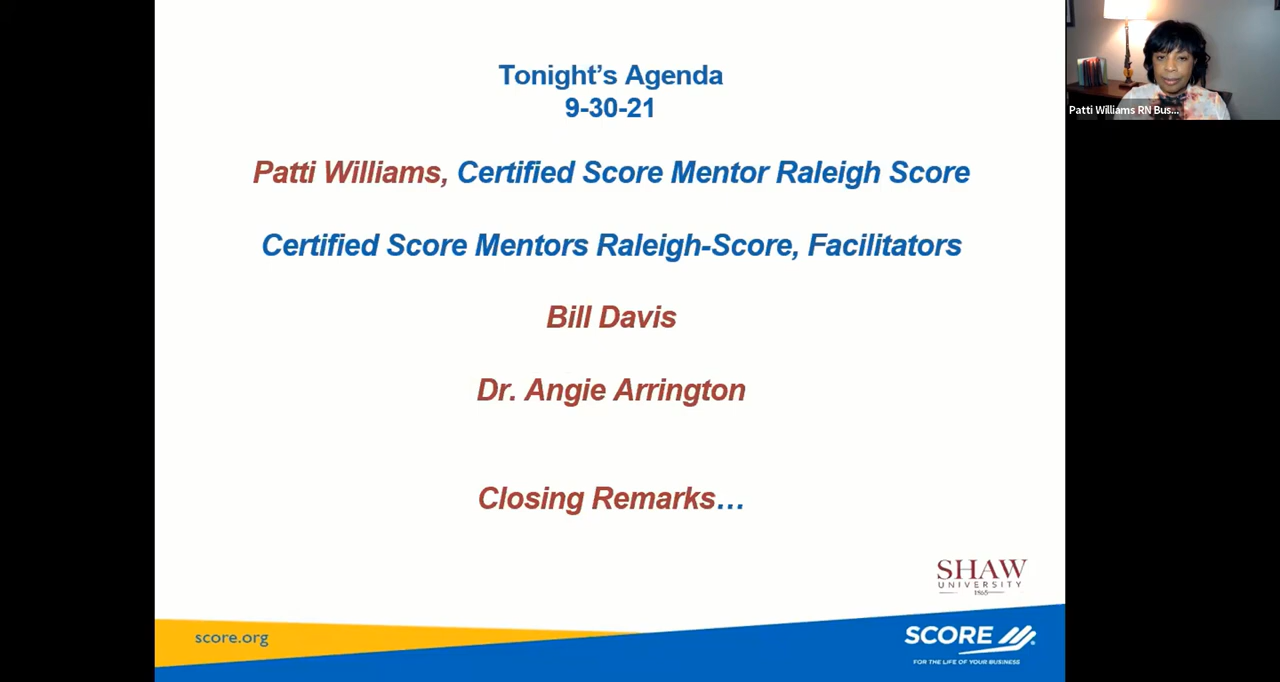 Tonight's Agenda
9-30-21
Patti Williams, Certified Score Mentor Raleigh Score
Certified Score Mentors Raleigh-Score, Facilitators
Bill Davis
Dr. Angie Arrington
Closing Remarks...
SHAW
UNIVERSITY
1865
score.org
SCORE
FOR THE LIFE OF YOUR BUSINESS
Patti Williams RN Bus...